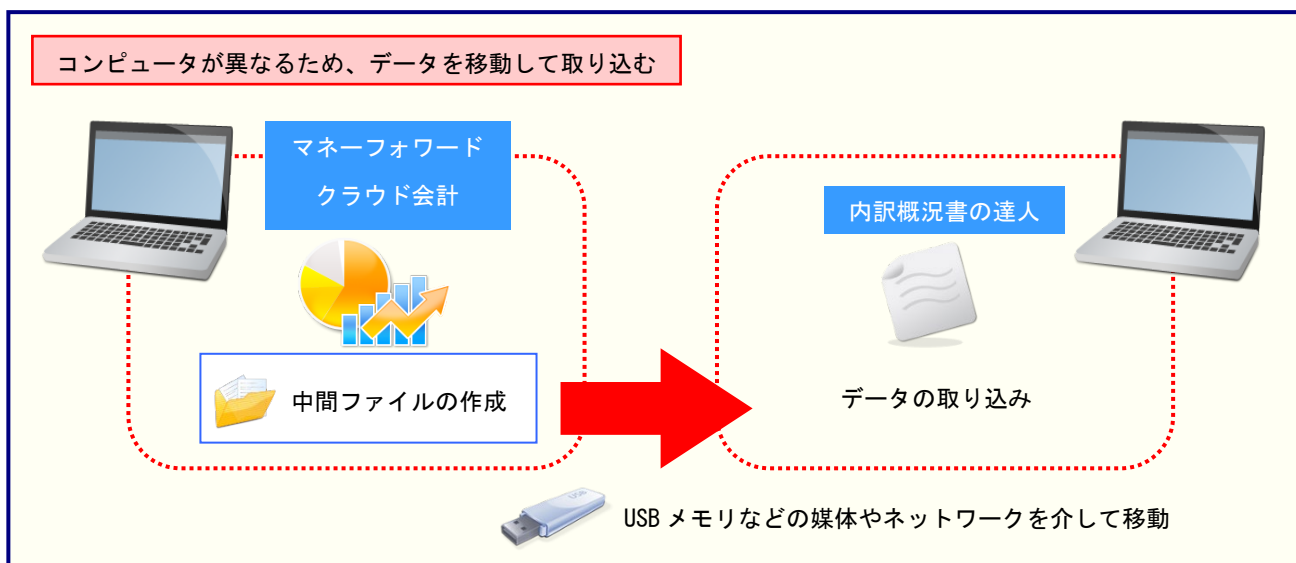 コンピュータが異なるため、データを移動して取り込む
マネーフォワード
クラウド会計
内訳概況書の達人
中間ファイルの作成
データの取り込み
USB
USB メモリなどの媒体やネットワークを介して移動